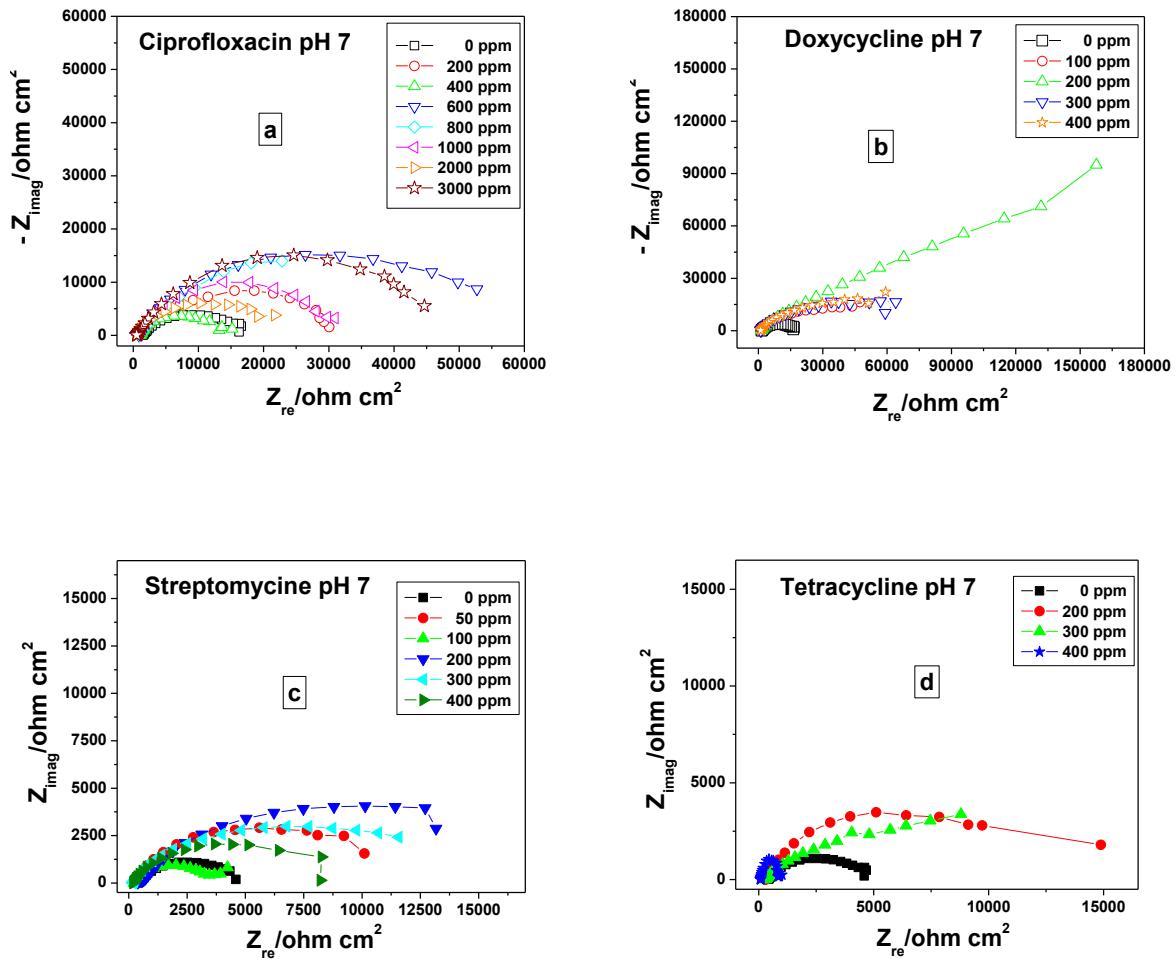 Ciprofloxacin pH 7
0 ppm
200 ppm
400 ppm
600 ppm
800 ppm
1000 ppm
2000 ppm
3000 ppm
a
- Z_imag/ohm cm²
60000
50000
40000
30000
20000
10000
0
0 10000 20000 30000 40000 50000 60000
Z_re/ohm cm²
Doxycycline pH 7
0 ppm
100 ppm
200 ppm
300 ppm
400 ppm
b
- Z_imag/ohm cm²
180000
150000
120000
90000
60000
30000
0
0 30000 60000 90000 120000 150000 180000
Z_re/ohm cm²
Streptomycine pH 7
0 ppm
50 ppm
100 ppm
200 ppm
300 ppm
400 ppm
c
Z_imag/ohm cm²
15000
12500
10000
7500
5000
2500
0
0 2500 5000 7500 10000 12500 15000
Z_re/ohm cm²
Tetracycline pH 7
0 ppm
200 ppm
300 ppm
400 ppm
d
Z_imag/ohm cm²
15000
10000
5000
0
0 5000 10000 15000
Z_re/ohm cm²